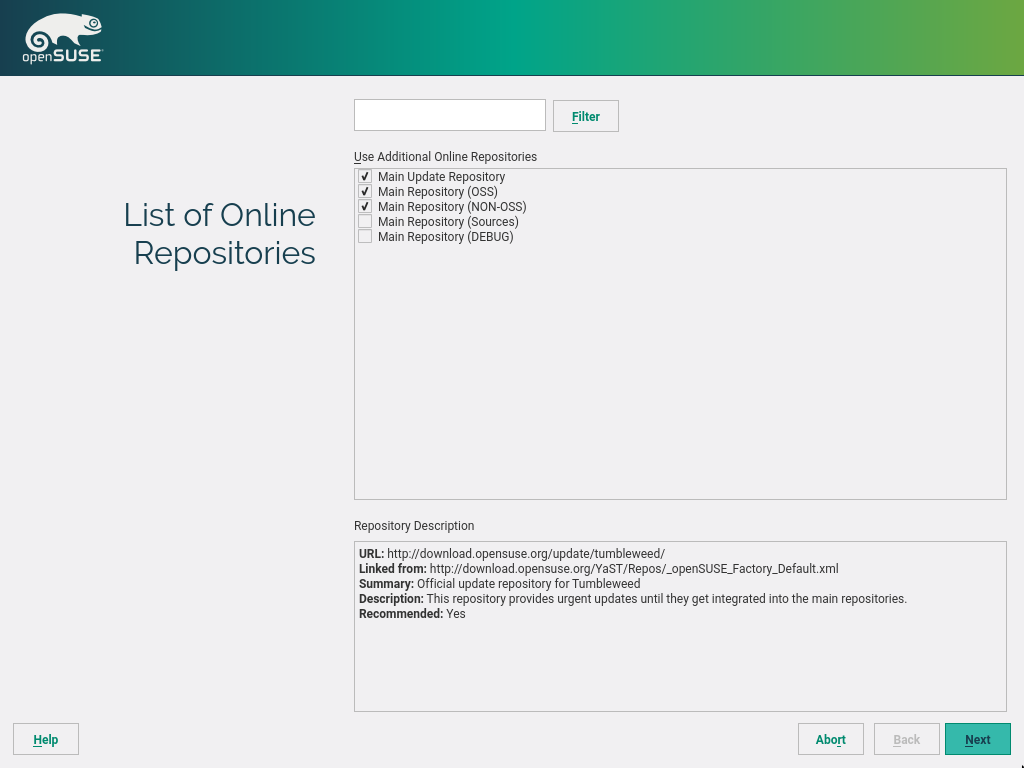 openSUSE
Filter
Use Additional Online Repositories
Main Update Repository
Main Repository (OSS)
Main Repository (NON-OSS)
Main Repository (Sources)
Main Repository (DEBUG)
List of Online
Repositories
Repository Description
URL: http://download.opensuse.org/update/tumbleweed/
Linked from: http://download.opensuse.org/YaST/Repos/_openSUSE_Factory_Default.xml
Summary: Official update repository for Tumbleweed
Description: This repository provides urgent updates until they get integrated into the main repositories.
Recommended: Yes
Help
Abort
Back
Next